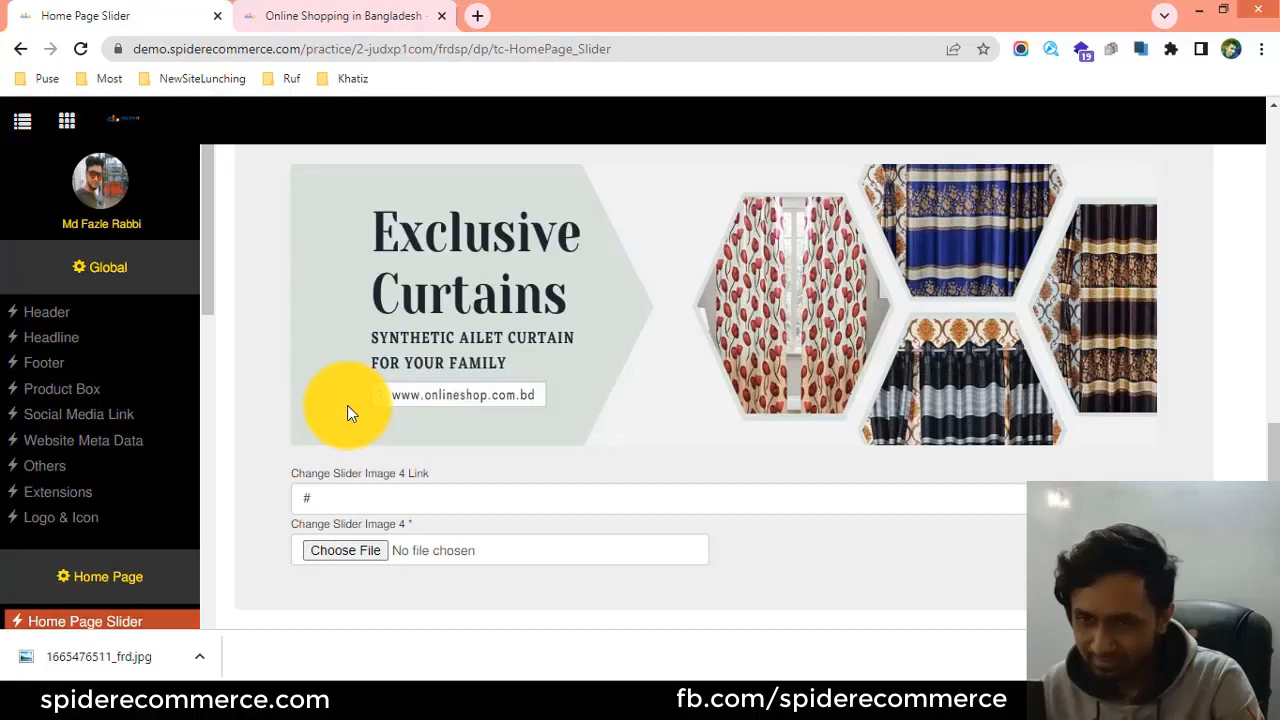 Home Page Slider
Online Shopping in Bangladesh -
demo.spiderecommerce.com/practice/2-judxp1com/frdsp/dp/tc-HomePage_Slider
19
Puse
Most
NewSiteLunching
Ruf
Khatiz
Md Fazle Rabbi
Global
Header
Headline
Footer
Product Box
Social Media Link
Website Meta Data
Others
Extensions
Logo & Icon
Home Page
Home Page Slider
Exclusive
Curtains
SYNTHETIC AILET CURTAIN
FOR YOUR FAMILY
www.onlineshop.com.bd
Change Slider Image 4 Link
#
Change Slider Image 4 *
Choose File No file chosen
1665476511_frd.jpg
spiderecommerce.com
fb.com/spiderecommerce